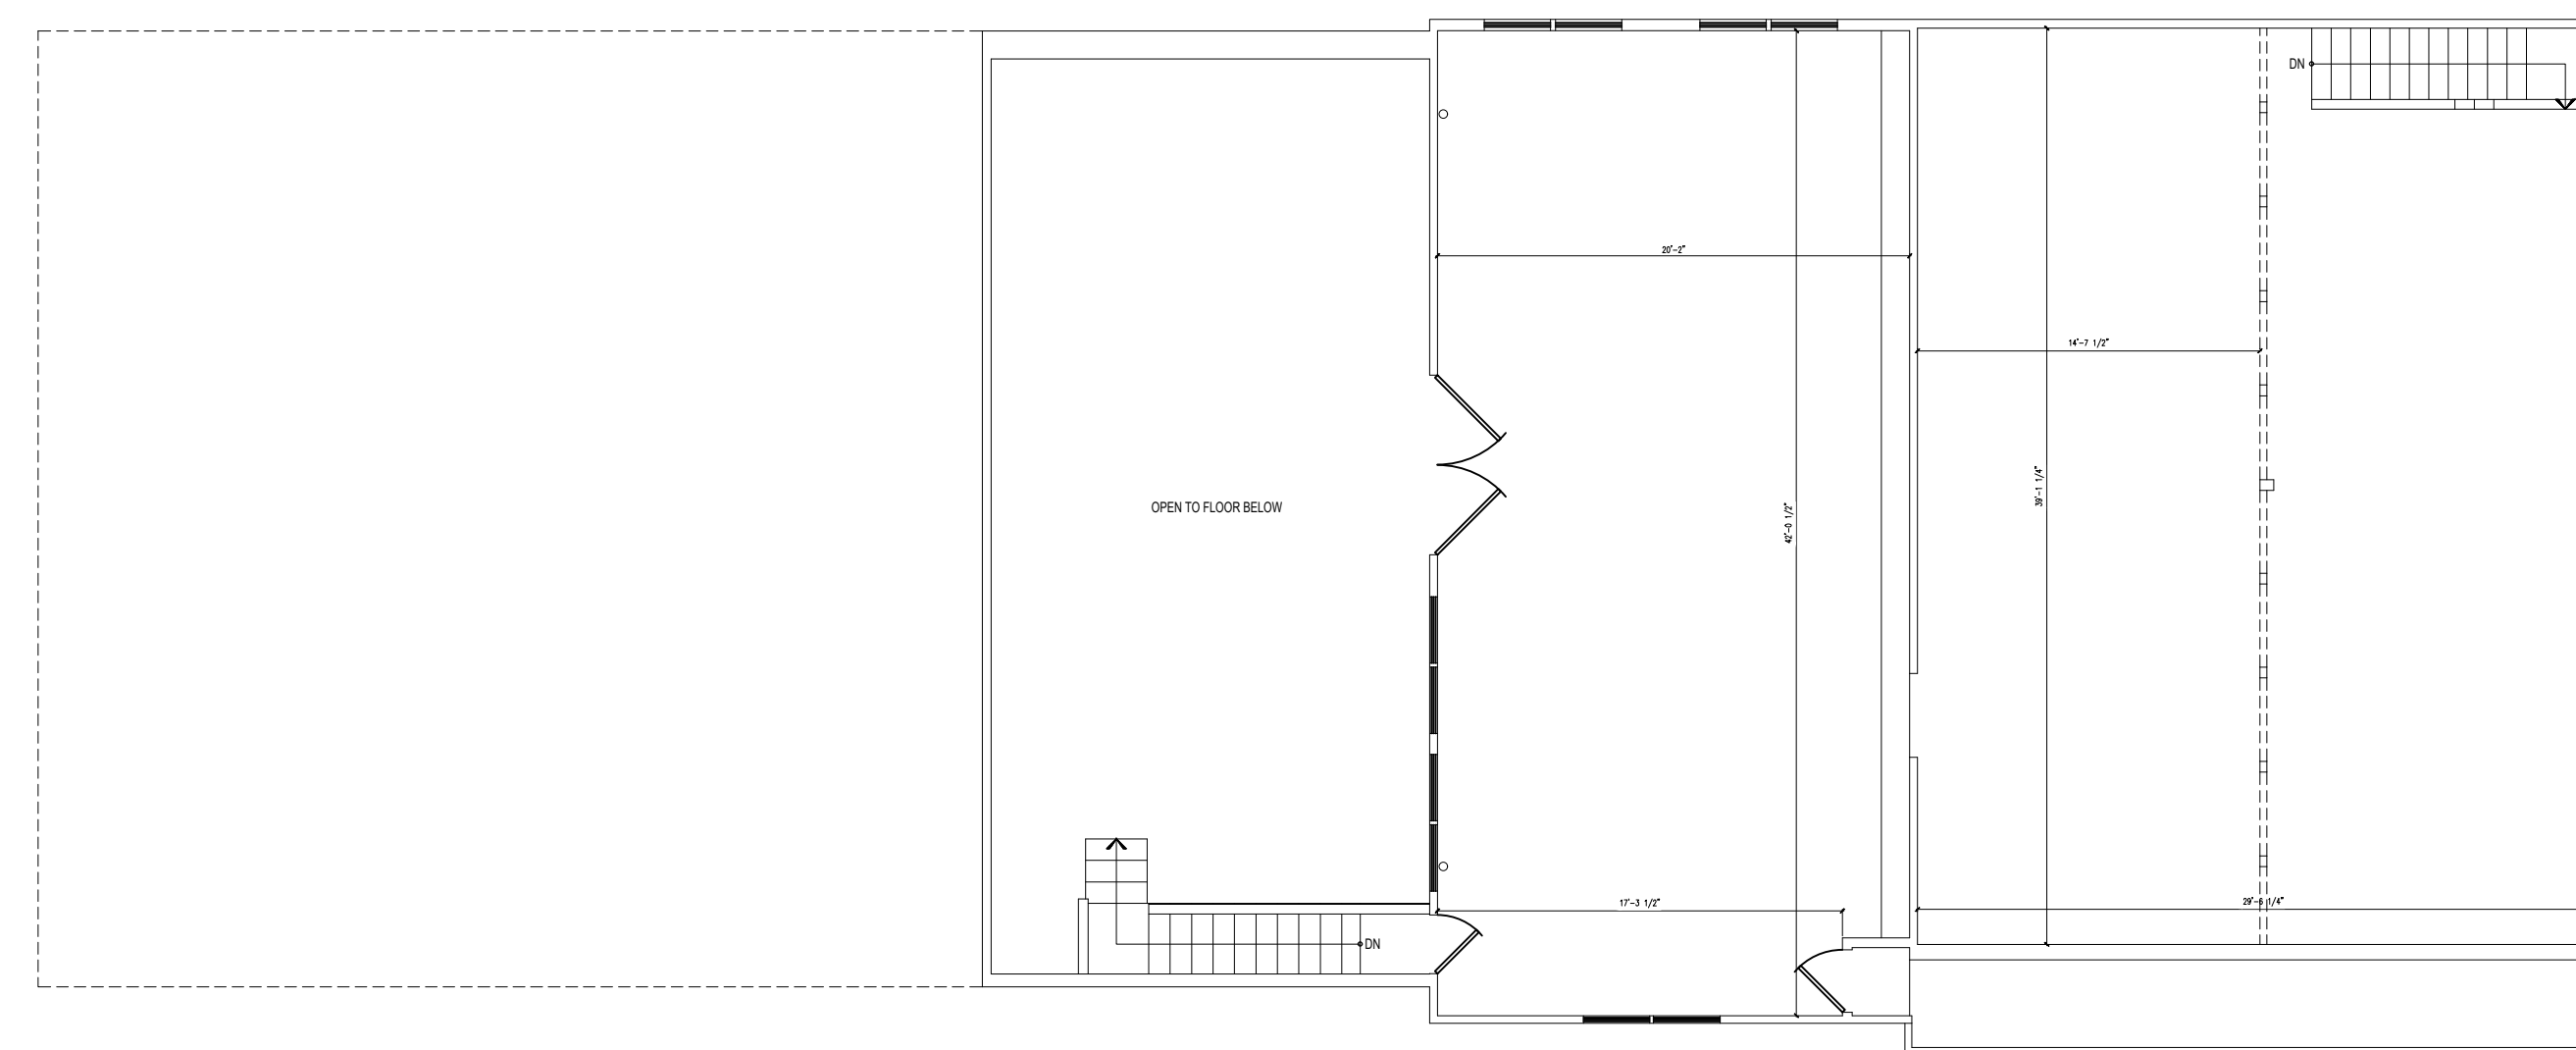 DN
20'-2"
14'-7 1/2"
39'-1 1/4"
OPEN TO FLOOR BELOW
42'-0 1/2"
17'-3 1/2"
29'-6 1/4"
DN